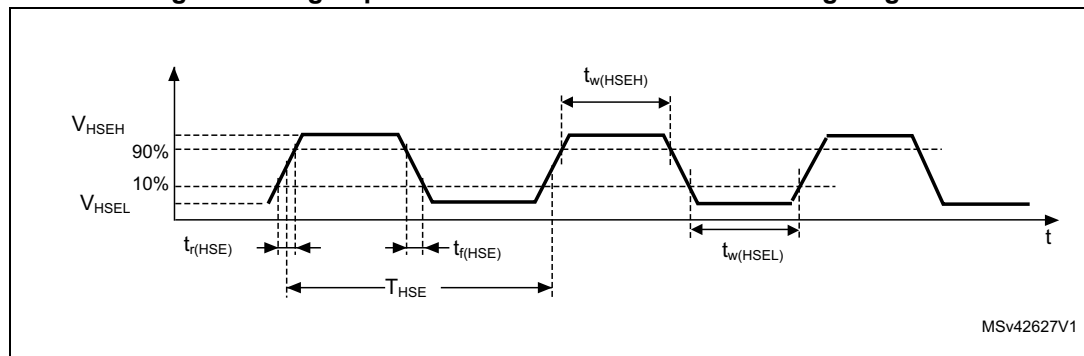 t_w(HSEH)
V_HSEH
90%
10%
V_HSEL
t_r(HSE)
t_f(HSE)
t_w(HSEL)
t
T_HSE
MSv42627V1